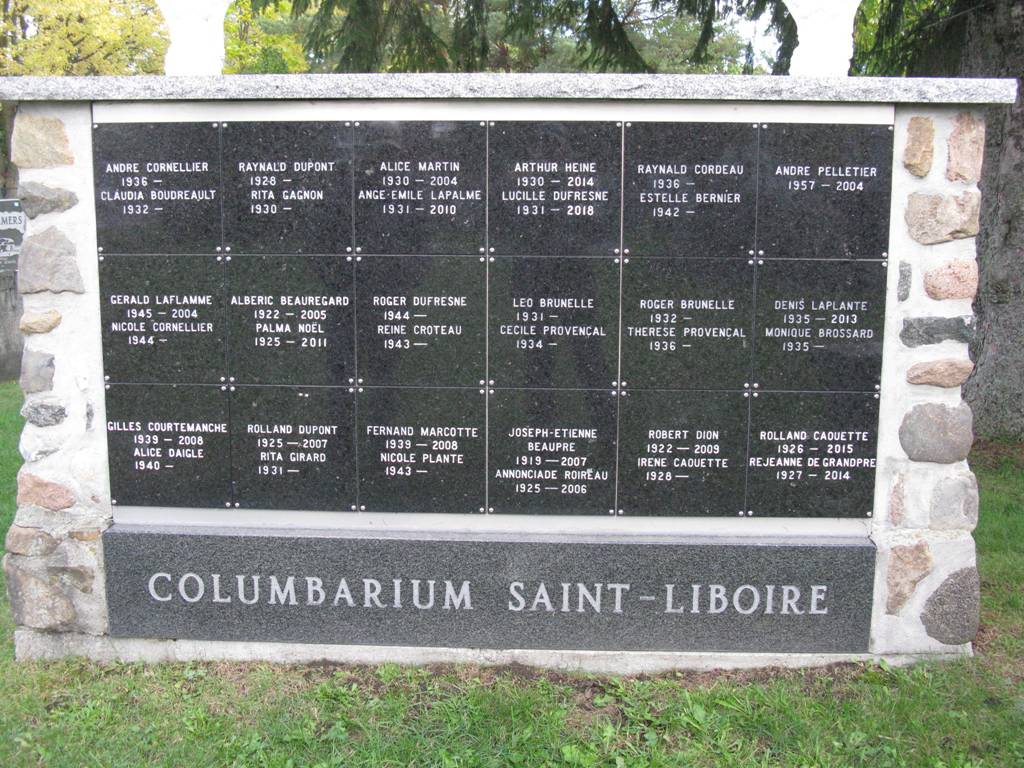 ANDRE CORNELLIER
1936 –
CLAUDIA BOUDREAULT
1932 –
RAYNALD DUPONT
1928 –
RITA GAGNON
1930 –
ALICE MARTIN
1930 – 2004
ANGE-EMILE LAPALME
1931 – 2010
ARTHUR HEINE
1930 – 2014
LUCILLE DUFRESNE
1931 – 2018
RAYNALD CORDEAU
1936 –
ESTELLE BERNIER
1942 –
ANDRE PELLETIER
1957 – 2004
GERALD LAFLAMME
1945 – 2004
NICOLE CORNELLIER
1944 –
ALBERIC BEAUREGARD
1922 – 2005
PALMA NOËL
1925 – 2011
ROGER DUFRESNE
1944 –
REINE CROTEAU
1943 –
LEO BRUNELLE
1931 –
CECILE PROVENÇAL
1934 –
ROGER BRUNELLE
1932 –
THERESE PROVENÇAL
1936 –
DENIS LAPLANTE
1935 – 2013
MONIQUE BROSSARD
1935 –
GILLES COURTEMANCHE
1939 – 2008
ALICE DAIGLE
1940 –
ROLLAND DUPONT
1925 – 2007
RITA GIRARD
1931 –
FERNAND MARCOTTE
1939 – 2008
NICOLE PLANTE
1943 –
JOSEPH-ETIENNE
BEAUPRE
1919 – 2007
ANNONCIADE ROIREAU
1925 – 2006
ROBERT DION
1922 – 2009
IRENE CAOUETTE
1928 –
ROLLAND CAOUETTE
1926 – 2015
REJEANNE DE GRANDPRE
1927 – 2014
COLUMBARIUM SAINT-LIBOIRE